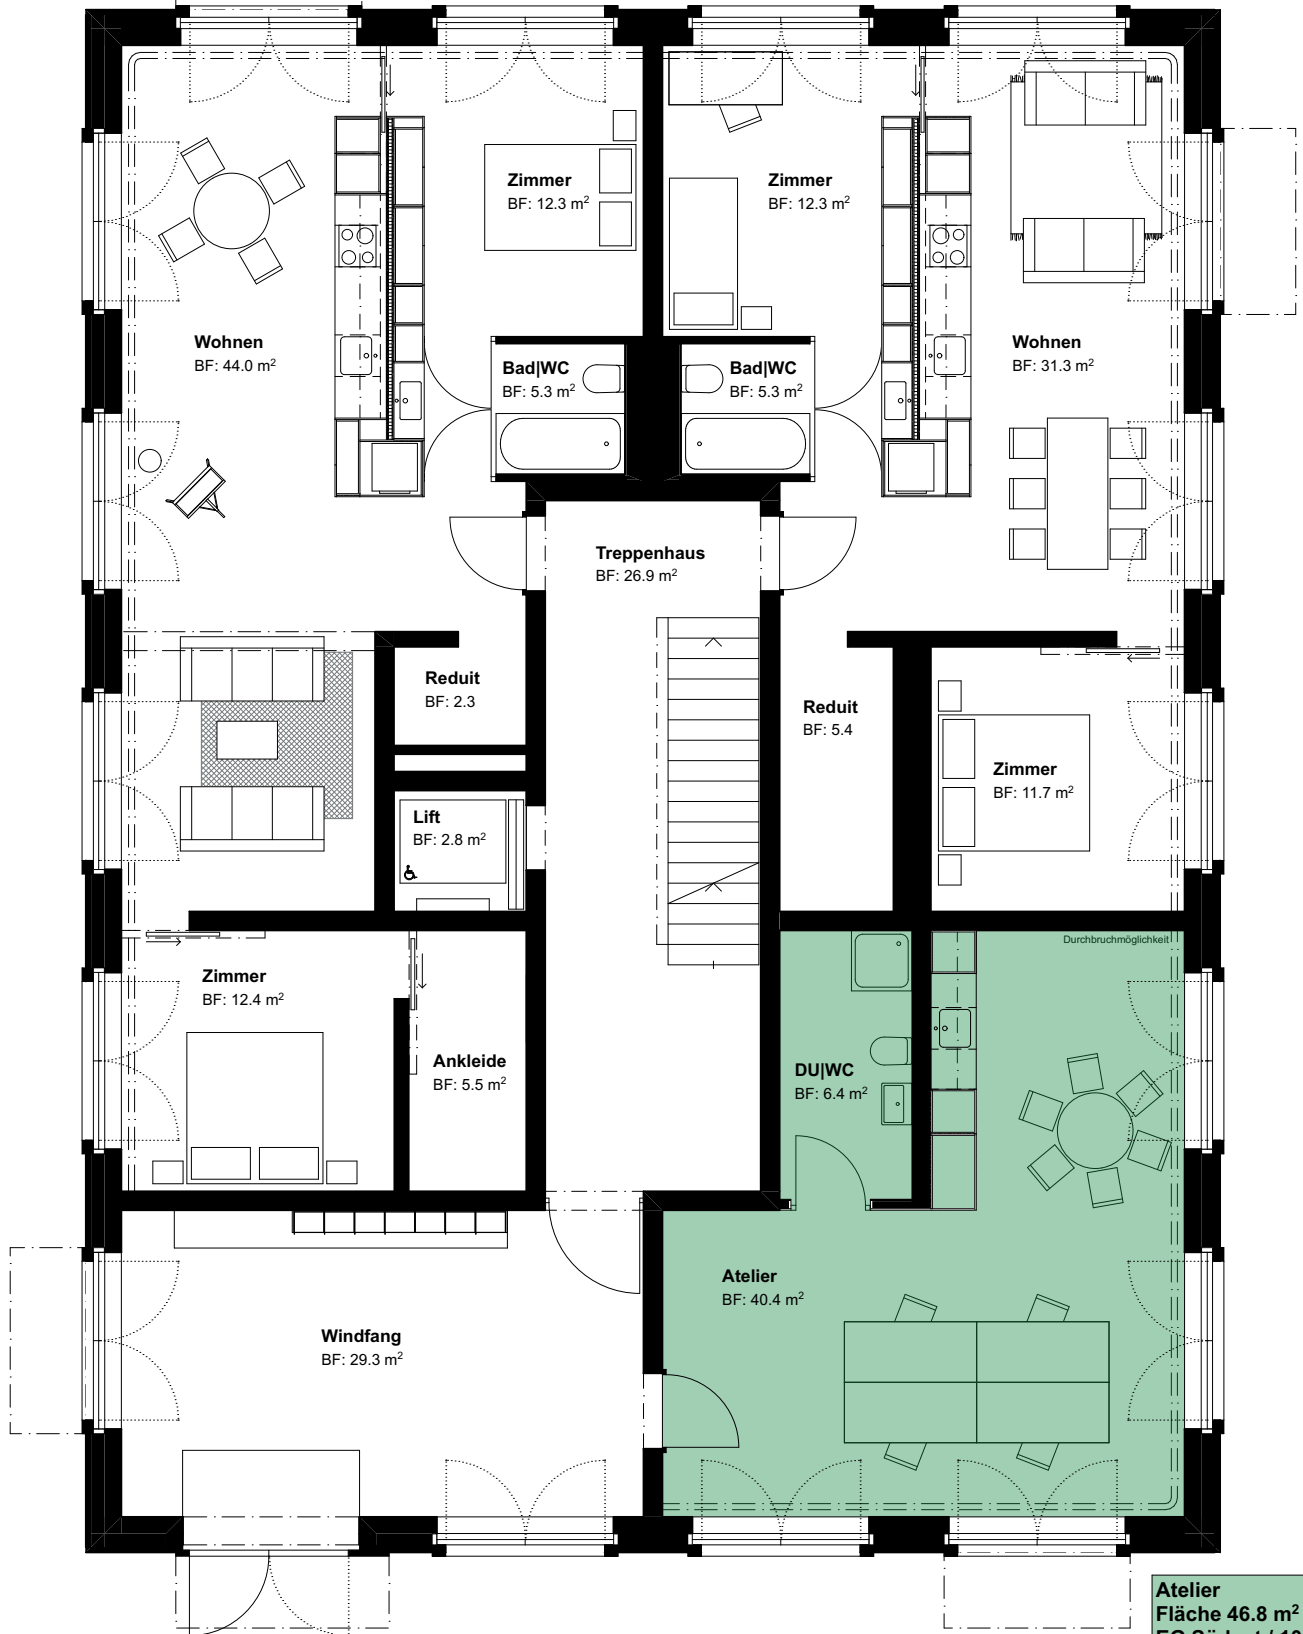 Zimmer
BF: 12.3 m²
Zimmer
BF: 12.3 m²
Wohnen
BF: 44.0 m²
Bad|WC
BF: 5.3 m²
Bad|WC
BF: 5.3 m²
Wohnen
BF: 31.3 m²
Treppenhaus
BF: 26.9 m²
Reduit
BF: 2.3
Reduit
BF: 5.4
Zimmer
BF: 11.7 m²
Lift
BF: 2.8 m²
Durchbruchmöglichkeit
Zimmer
BF: 12.4 m²
Ankleide
BF: 5.5 m²
DU|WC
BF: 6.4 m²
Atelier
BF: 40.4 m²
Windfang
BF: 29.3 m²
Atelier
Fläche 46.8 m²